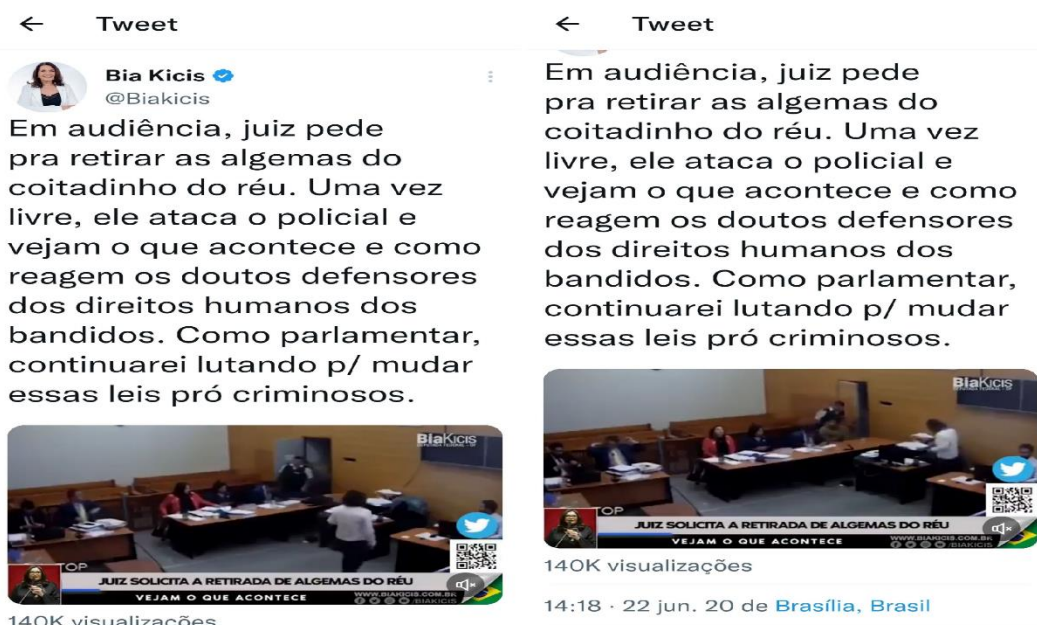 Tweet
Bia Kicis
@Biakicis
Em audiência, juiz pede
pra retirar as algemas do
coitadinho do réu. Uma vez
livre, ele ataca o policial e
vejam o que acontece e como
reagem os doutos defensores
dos direitos humanos dos
bandidos. Como parlamentar,
continuarei lutando p/ mudar
essas leis pró criminosos.
BIAKICIS
TOP
JUIZ SOLICITA A RETIRADA DE ALGEMAS DO RÉU
VEJAM O QUE ACONTECE
WWW.BIAKICIS.COM.BR
/BIAKICIS
140K visualizações
Tweet
Em audiência, juiz pede
pra retirar as algemas do
coitadinho do réu. Uma vez
livre, ele ataca o policial e
vejam o que acontece e como
reagem os doutos defensores
dos direitos humanos dos
bandidos. Como parlamentar,
continuarei lutando p/ mudar
essas leis pró criminosos.
BIAKICIS
TOP
JUIZ SOLICITA A RETIRADA DE ALGEMAS DO RÉU
VEJAM O QUE ACONTECE
WWW.BIAKICIS.COM.BR
/BIAKICIS
140K visualizações
14:18 · 22 jun. 20 de Brasília, Brasil